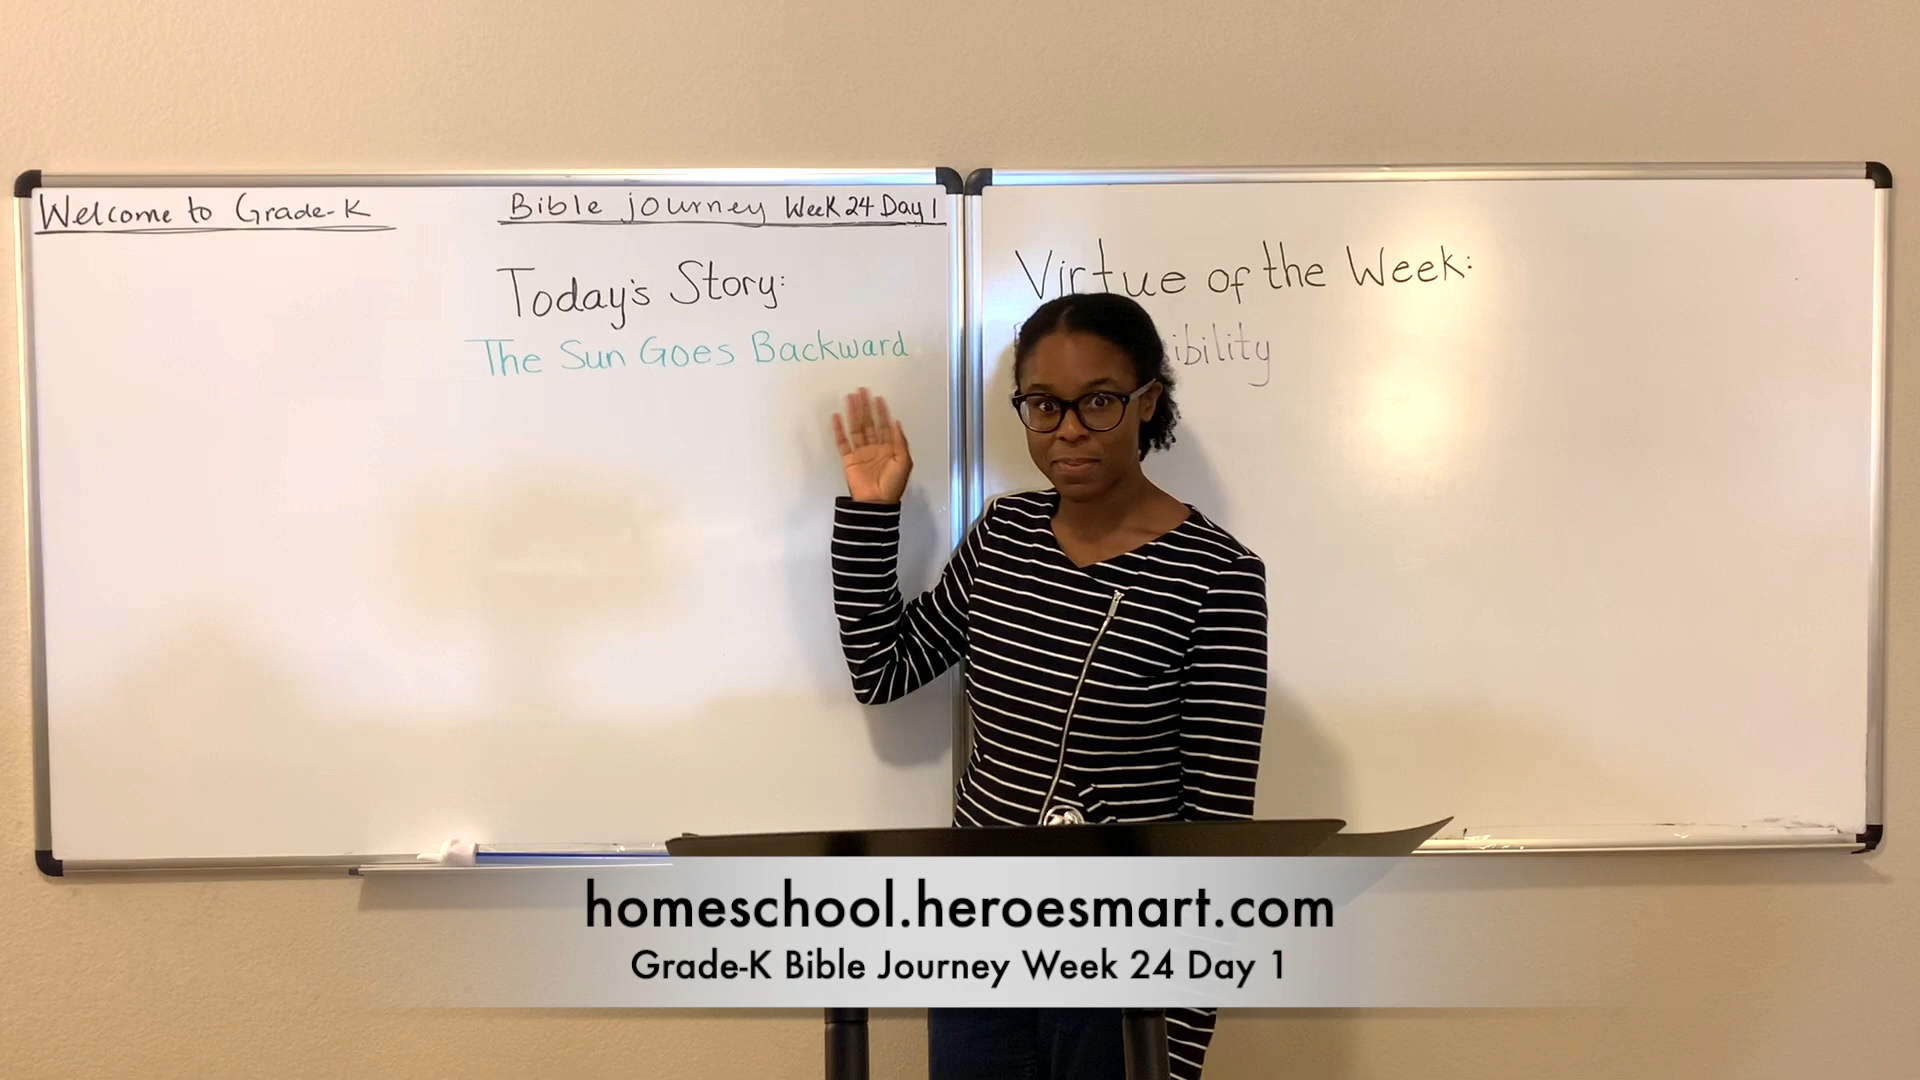 Welcome to Grade-K
Bible journey Week 24 Day 1
Today's Story:
The Sun Goes Backward
Virtue of the Week:
homeschool.heroesmart.com
Grade-K Bible Journey Week 24 Day 1